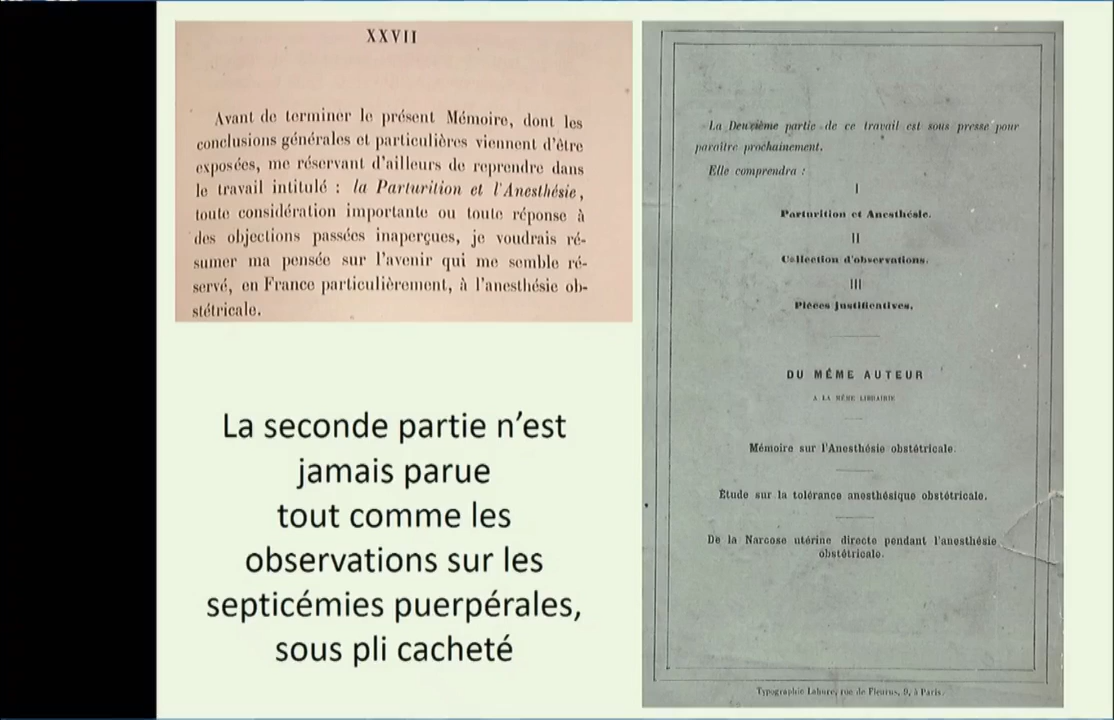 XXVII
Avant de terminer le présent Mémoire, dont les
conclusions générales et particulières viennent d'être
exposées, me réservant d'ailleurs de reprendre dans
le travail intitulé : la Parturition et l'Anesthésie,
toute considération importante ou toute réponse à
des objections passées inaperçues, je voudrais ré-
sumer ma pensée sur l'avenir qui me semble ré-
servé, en France particulièrement, à l'anesthésie ob-
stétricale.
La seconde partie n'est
jamais parue
tout comme les
observations sur les
septicémies puerpérales,
sous pli cacheté
La Deuxième partie de ce travail est sous presse pour
paraître prochainement.
Elle comprendra :
I
Parturition et Anesthésie.
II
Collection d'observations.
III
Pièces justificatives.
DU MÊME AUTEUR
A LA MÊME LIBRAIRIE
Mémoire sur l'Anesthésie obstétricale.
Étude sur la tolérance anesthésique obstétricale.
De la Narcose utérine directe pendant l'anesthésie
obstétricale.
Typographie Lahure, rue de Fleurus, 9, à Paris.